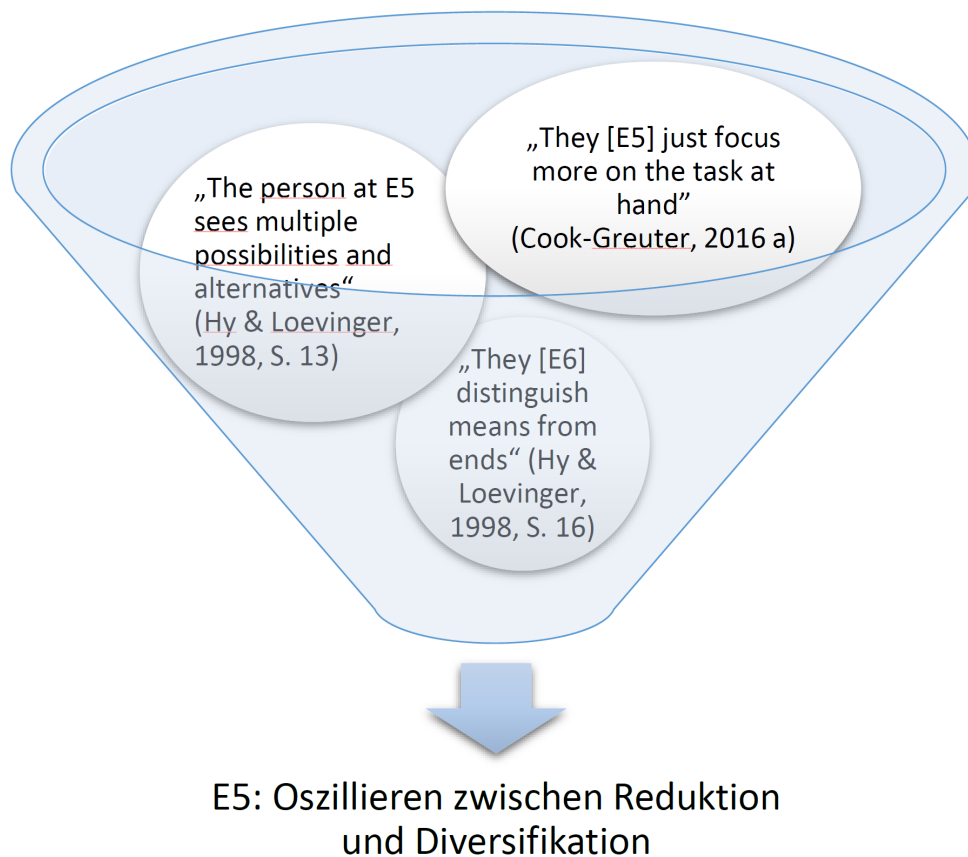 „The person at E5
sees multiple
possibilities and
alternatives“
(Hy & Loevinger,
1998, S. 13)
„They [E5] just focus
more on the task at
hand”
(Cook-Greuter, 2016 a)
„They [E6]
distinguish
means from
ends“ (Hy &
Loevinger,
1998, S. 16)
E5: Oszillieren zwischen Reduktion
und Diversifikation